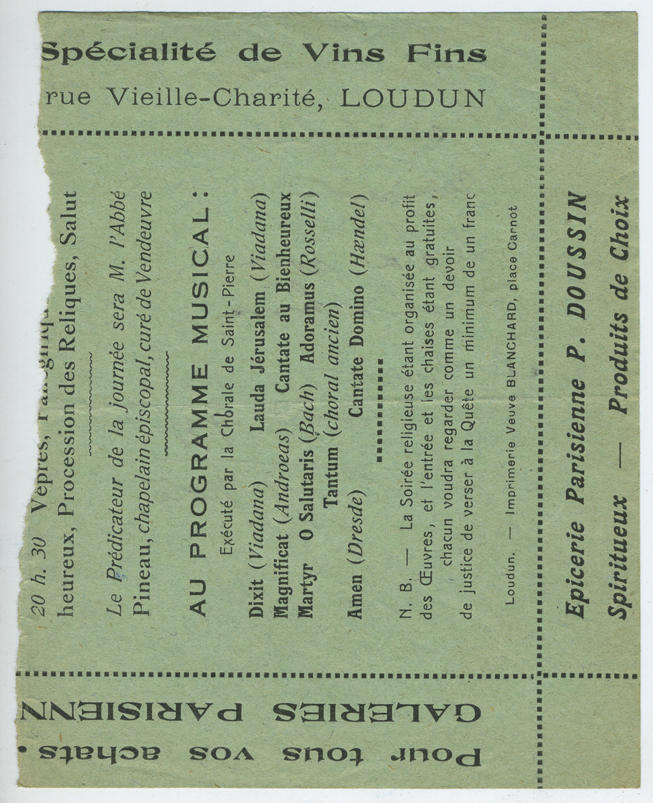 Spécialité de Vins Fins
rue Vieille-Charité, LOUDUN
20 h. 30 Vêpres,
heureux, Procession des Reliques, Salut
Le Prédicateur de la journée sera M. l'Abbé
Pineau, chapelain épiscopal, curé de Vendeuvre
AU PROGRAMME MUSICAL :
Exécuté par la Chorale de Saint-Pierre
Dixit (Viadana) Lauda Jérusalem (Viadana)
Magnificat (Androeas) Cantate au Bienheureux
Martyr O Salutaris (Bach) Adoramus (Rosselli)
Tantum (choral ancien)
Amen (Dresde) Cantate Domino (Hændel)
N. B. — La Soirée religieuse étant organisée au profit
des Œuvres, et l'entrée et les chaises étant gratuites,
chacun voudra regarder comme un devoir
de justice de verser à la Quête un minimum de un franc
Loudun. — Imprimerie Veuve BLANCHARD, place Carnot
Epicerie Parisienne P. DOUSSIN
Spiritueux — Produits de Choix
Pour tous vos achats.
GALERIES PARISIENN